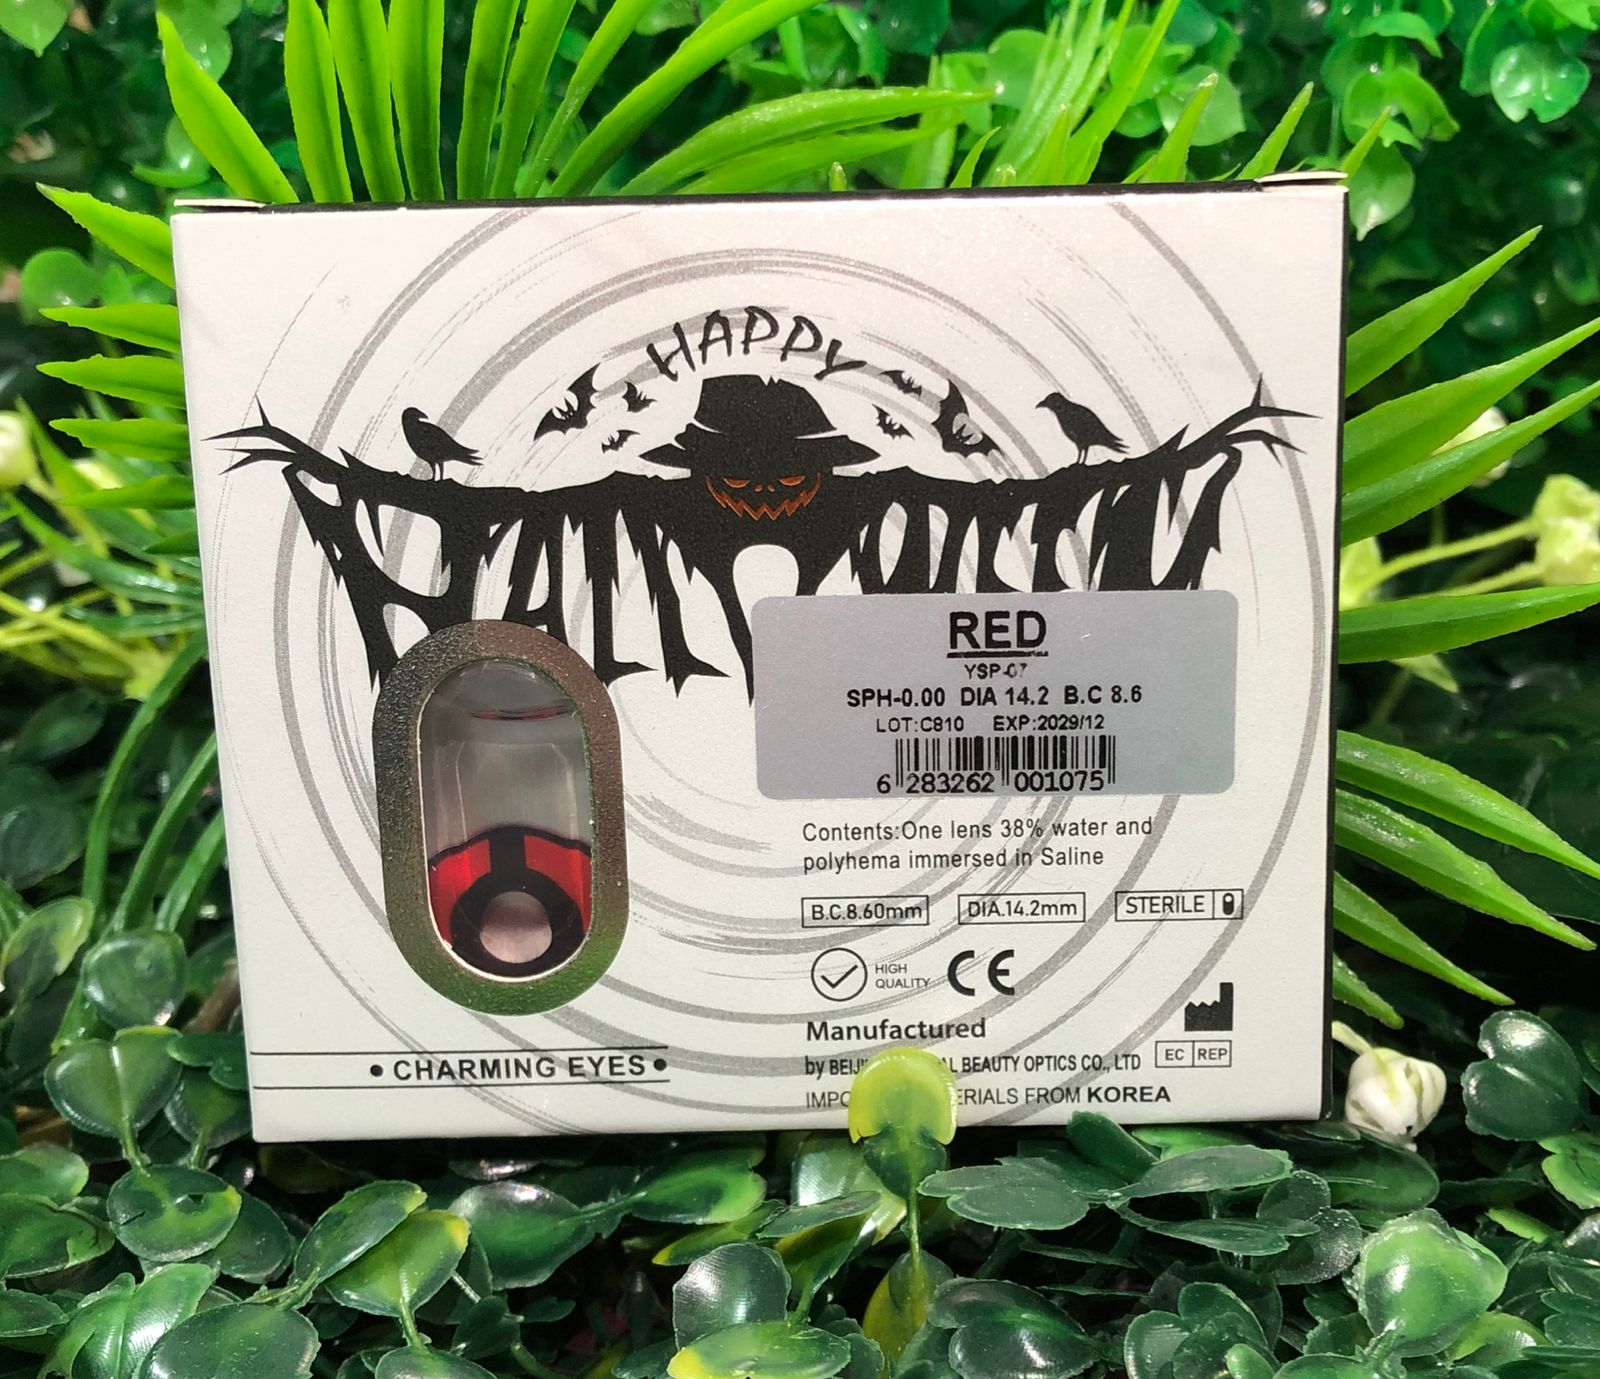 HAPPY
HALLOWEEN
RED
YSP-07
SPH-0.00 DIA 14.2 B.C 8.6
LOT:C810 EXP:2029/12
6 283262 001075
Contents:One lens 38% water and
polyhema immersed in Saline
B.C.8.60mm DIA.14.2mm STERILE
HIGH
QUALITY CE
Manufactured
by BEAUTY OPTICS CO., LTD EC REP
FROM KOREA
• CHARMING EYES •